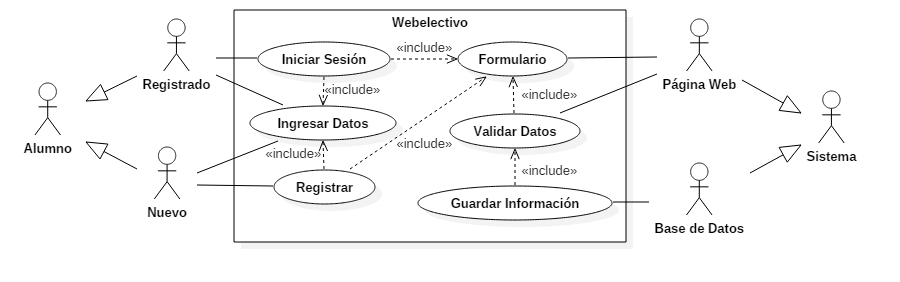 Webelectivo
Iniciar Sesión
«include»
Formulario
Registrado
Página Web
«include»
«include»
Ingresar Datos
Validar Datos
Alumno
«include»
«include»
Sistema
«include»
Registrar
Guardar Información
Nuevo
Base de Datos